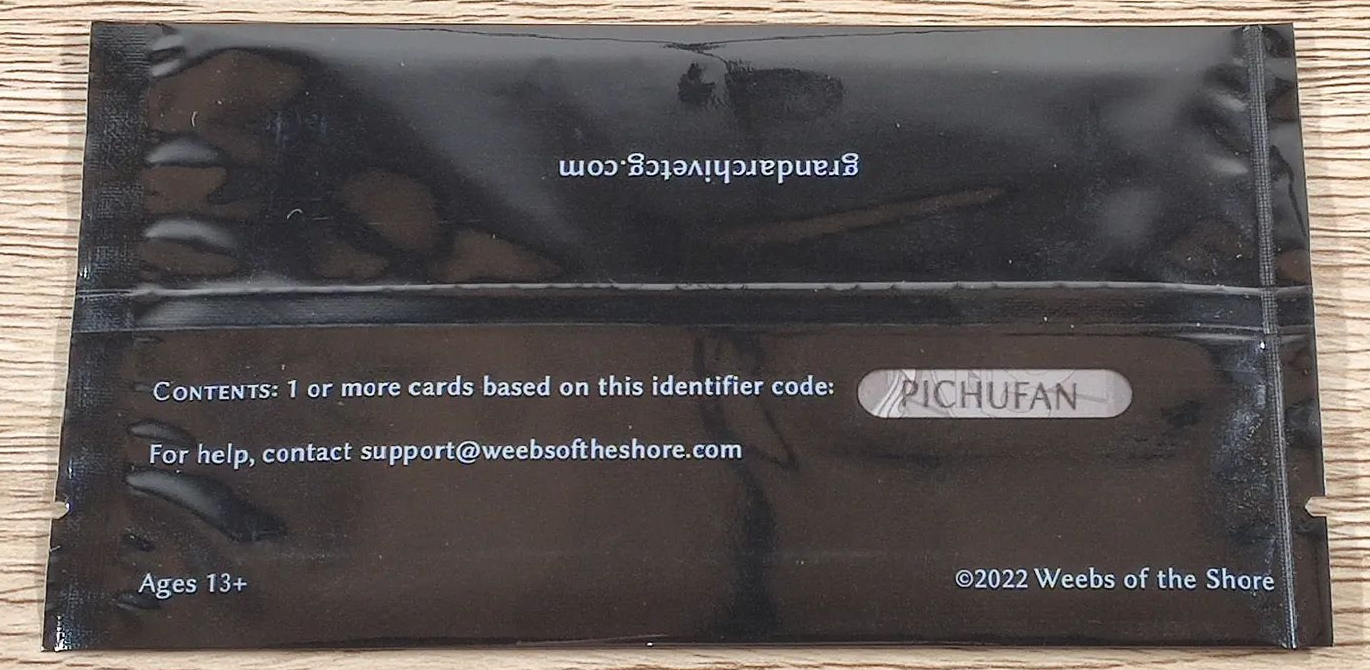 grandarchivetcg.com
CONTENTS: 1 or more cards based on this identifier code: PICHUFAN
For help, contact support@weebsoftheshore.com
Ages 13+
©2022 Weebs of the Shore